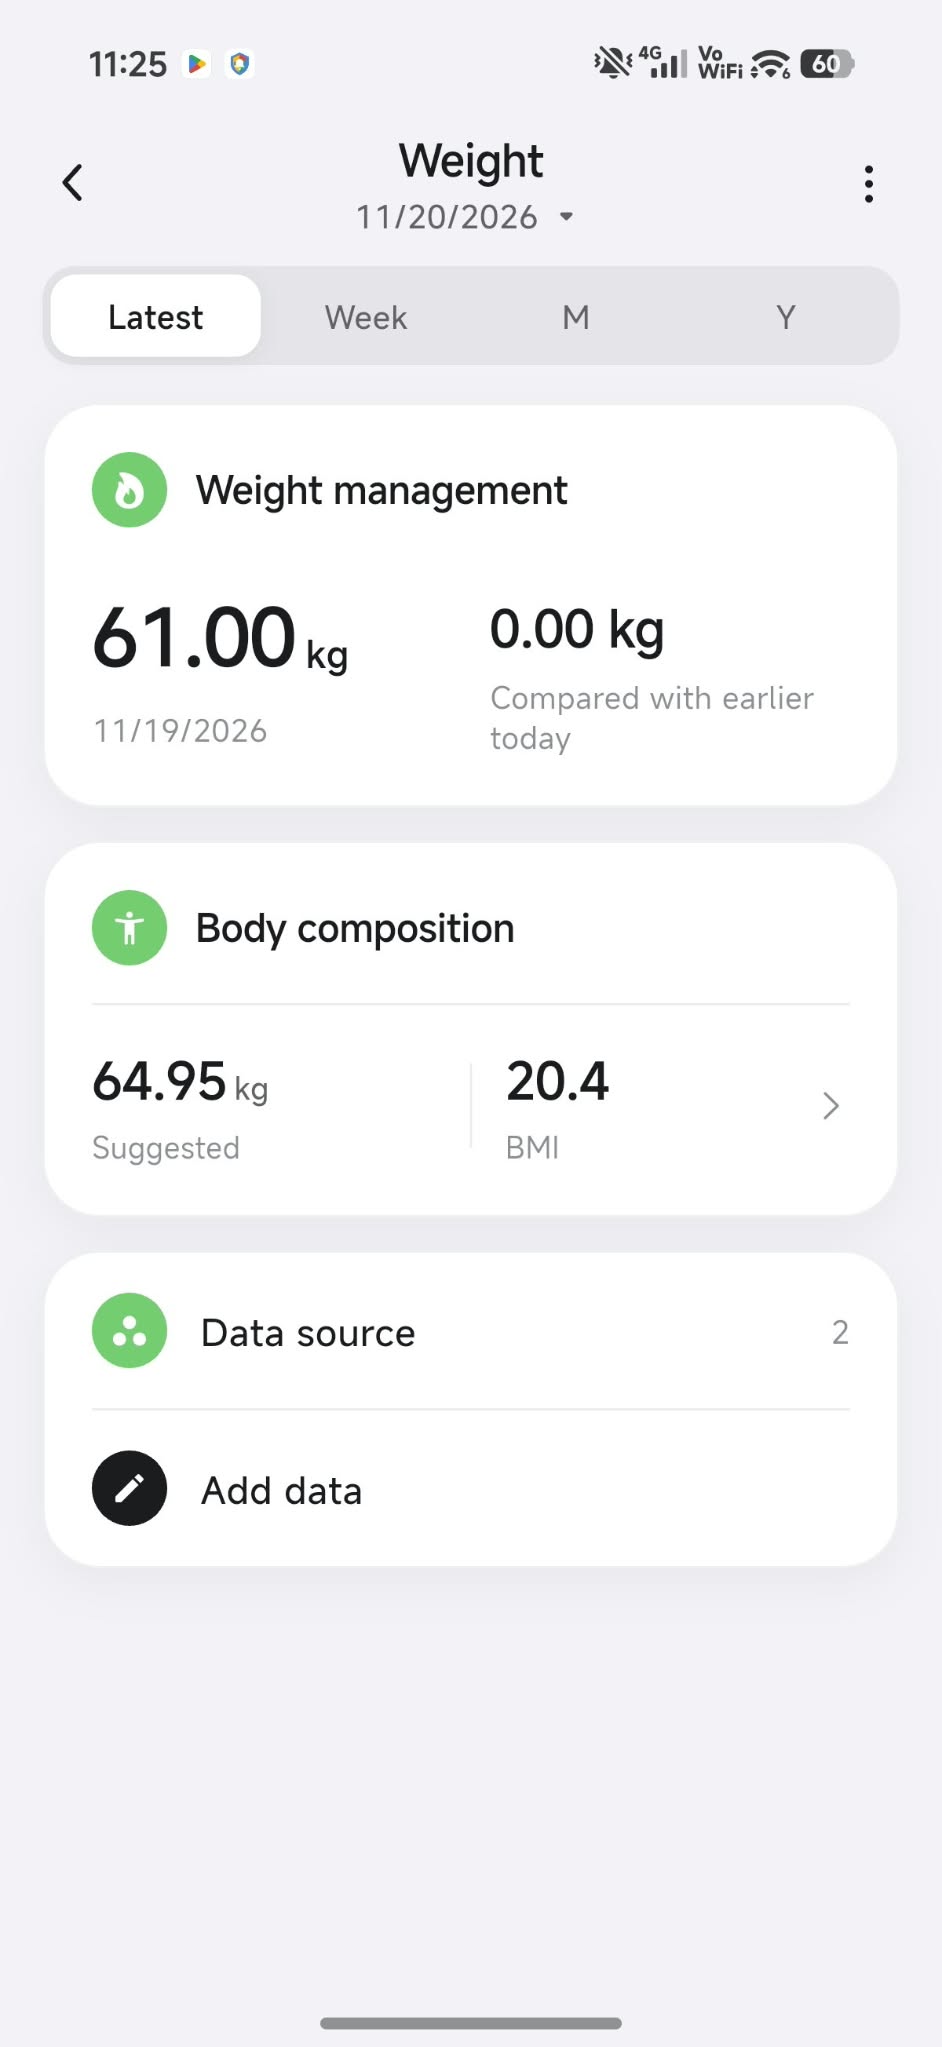 11:25
4G
Vo
WiFi
6
60
Weight
11/20/2026
Latest
Week
M
Y
Weight management
61.00 kg
11/19/2026
0.00 kg
Compared with earlier
today
Body composition
64.95 kg
Suggested
20.4
BMI
Data source
2
Add data